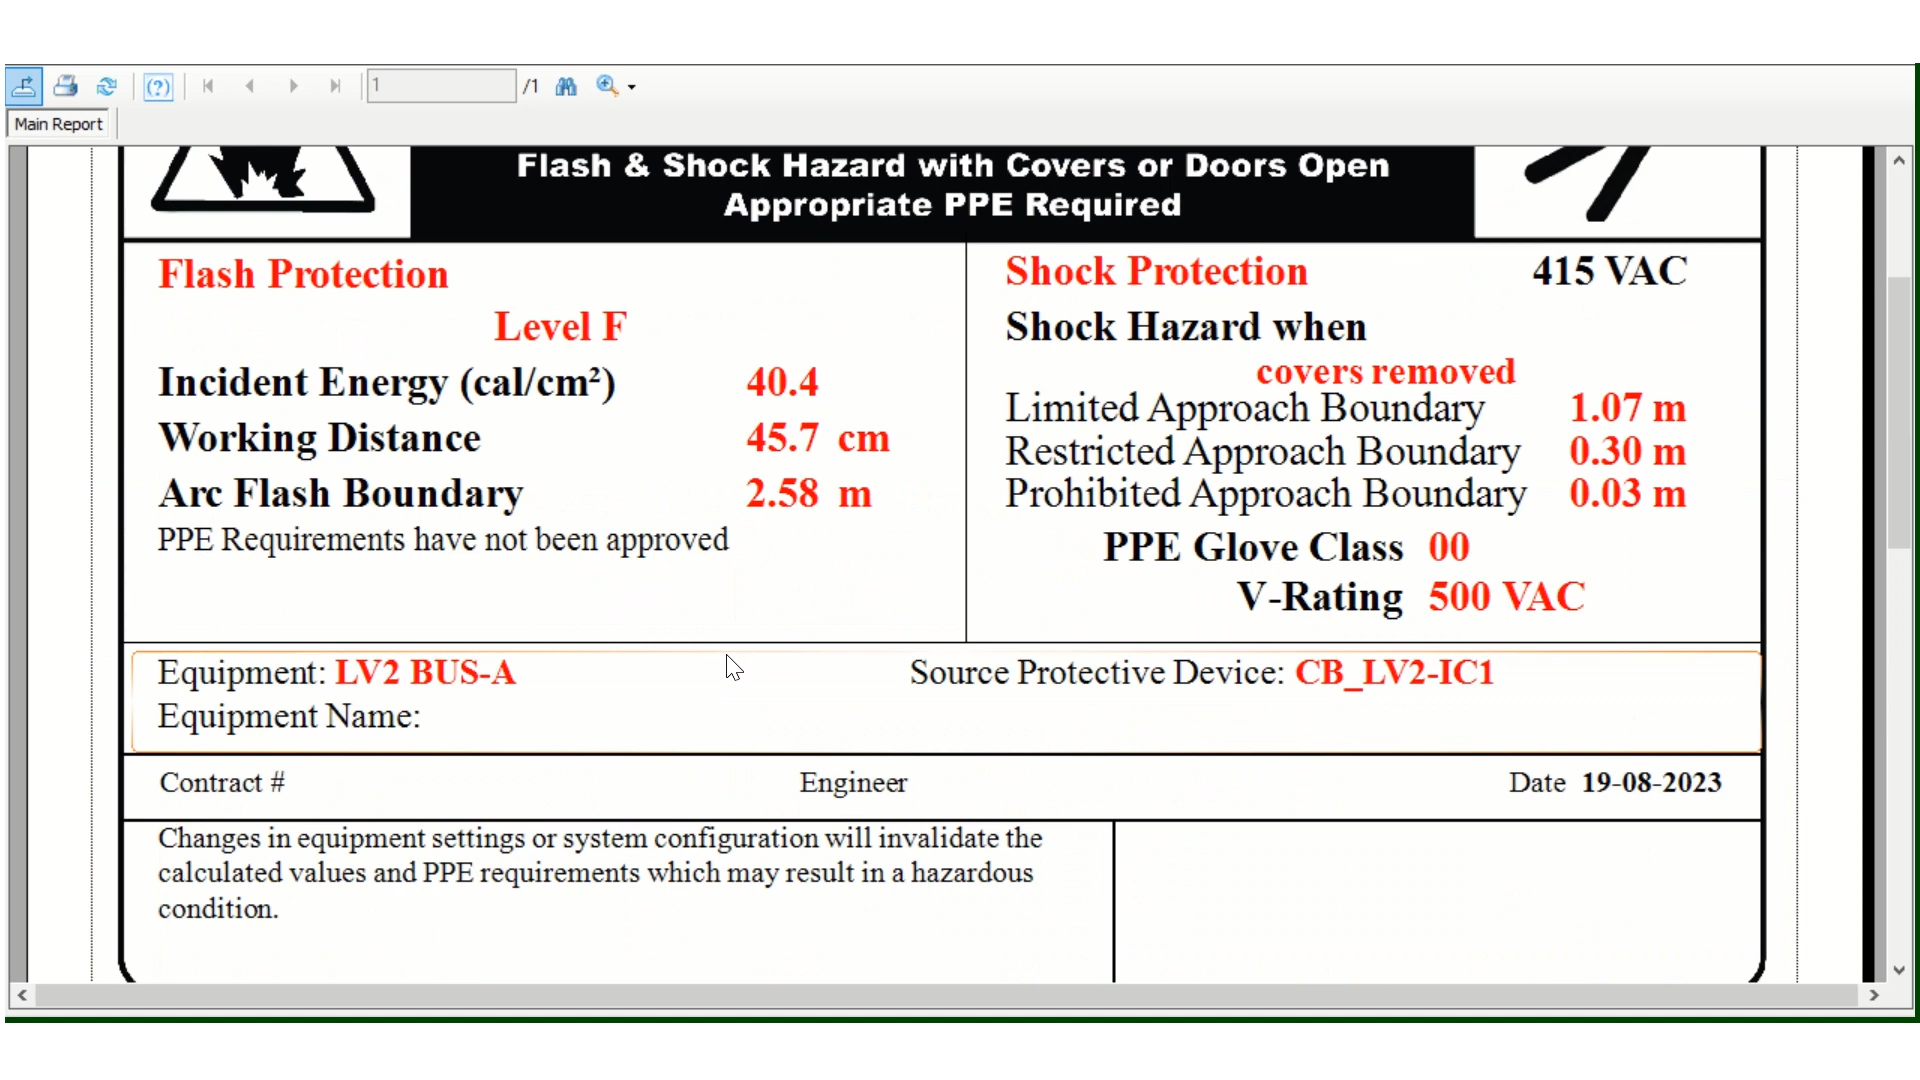 1 /1
Main Report
Flash & Shock Hazard with Covers or Doors Open
Appropriate PPE Required
Flash Protection
Level F
Incident Energy (cal/cm²) 40.4
Working Distance 45.7 cm
Arc Flash Boundary 2.58 m
PPE Requirements have not been approved
Shock Protection 415 VAC
Shock Hazard when
covers removed
Limited Approach Boundary 1.07 m
Restricted Approach Boundary 0.30 m
Prohibited Approach Boundary 0.03 m
PPE Glove Class 00
V-Rating 500 VAC
Equipment: LV2 BUS-A Source Protective Device: CB_LV2-IC1
Equipment Name:
Contract # Engineer Date 19-08-2023
Changes in equipment settings or system configuration will invalidate the
calculated values and PPE requirements which may result in a hazardous
condition.